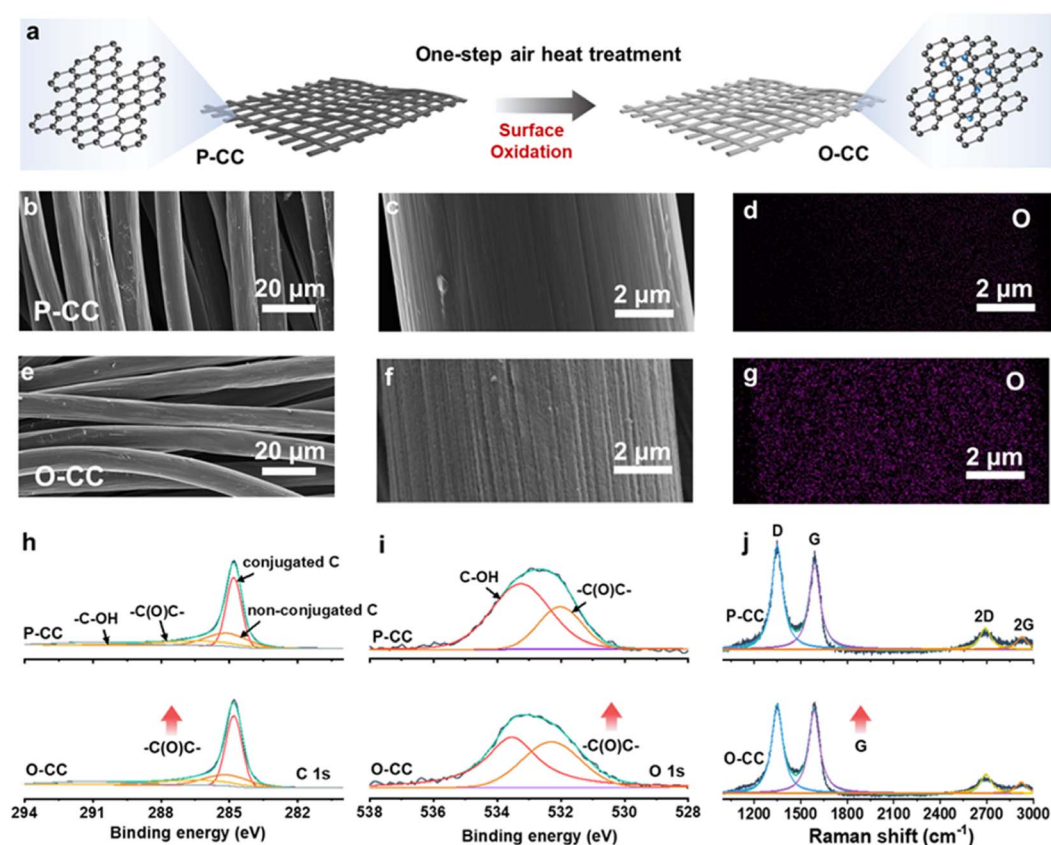 a
One-step air heat treatment
Surface
Oxidation
P-CC
O-CC
b
P-CC
20 μm
c
2 μm
d
O
2 μm
e
O-CC
20 μm
f
2 μm
g
O
2 μm
h
conjugated C
-C(O)C-
-C-OH
non-conjugated C
P-CC
-C(O)C-
O-CC
C 1s
294 291 288 285 282
Binding energy (eV)
i
C-OH
-C(O)C-
P-CC
-C(O)C-
O-CC
O 1s
538 536 534 532 530 528
Binding energy (eV)
j
D
G
P-CC
2D
2G
G
O-CC
1200 1500 1800 2100 2400 2700 3000
Raman shift (cm⁻¹)